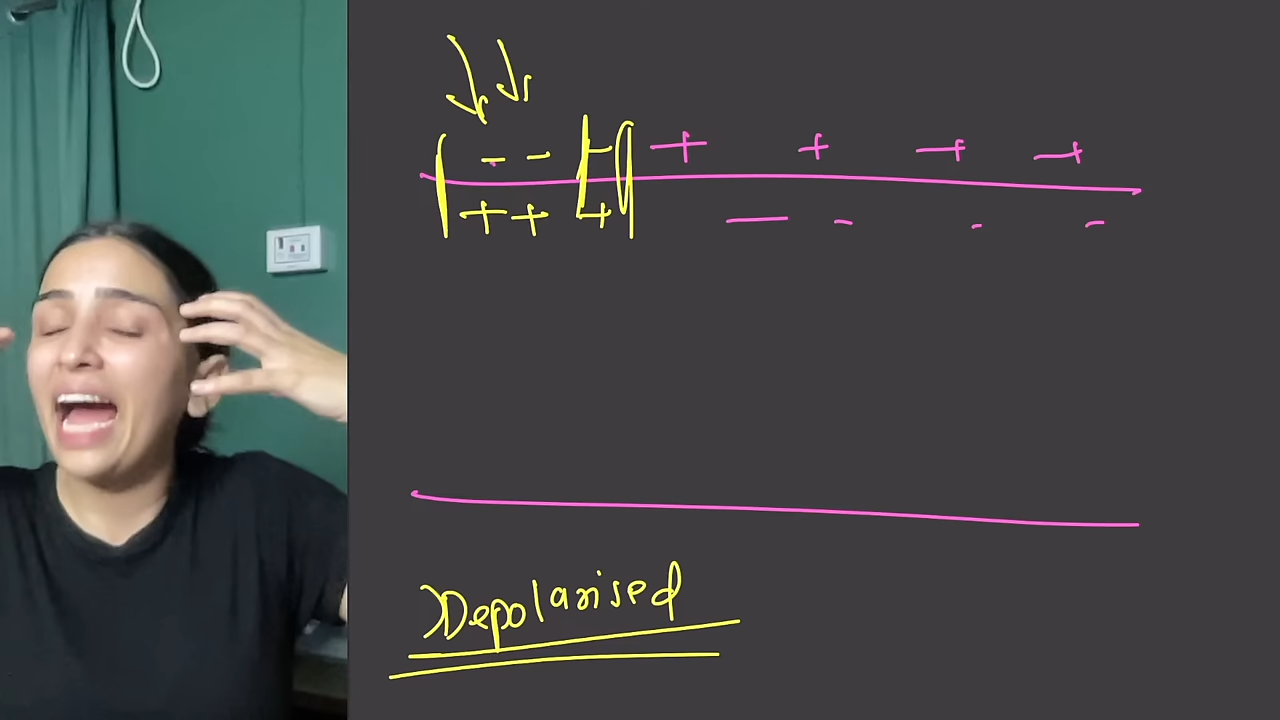 - - - + + + +
+ + + - - - -
Depolarised